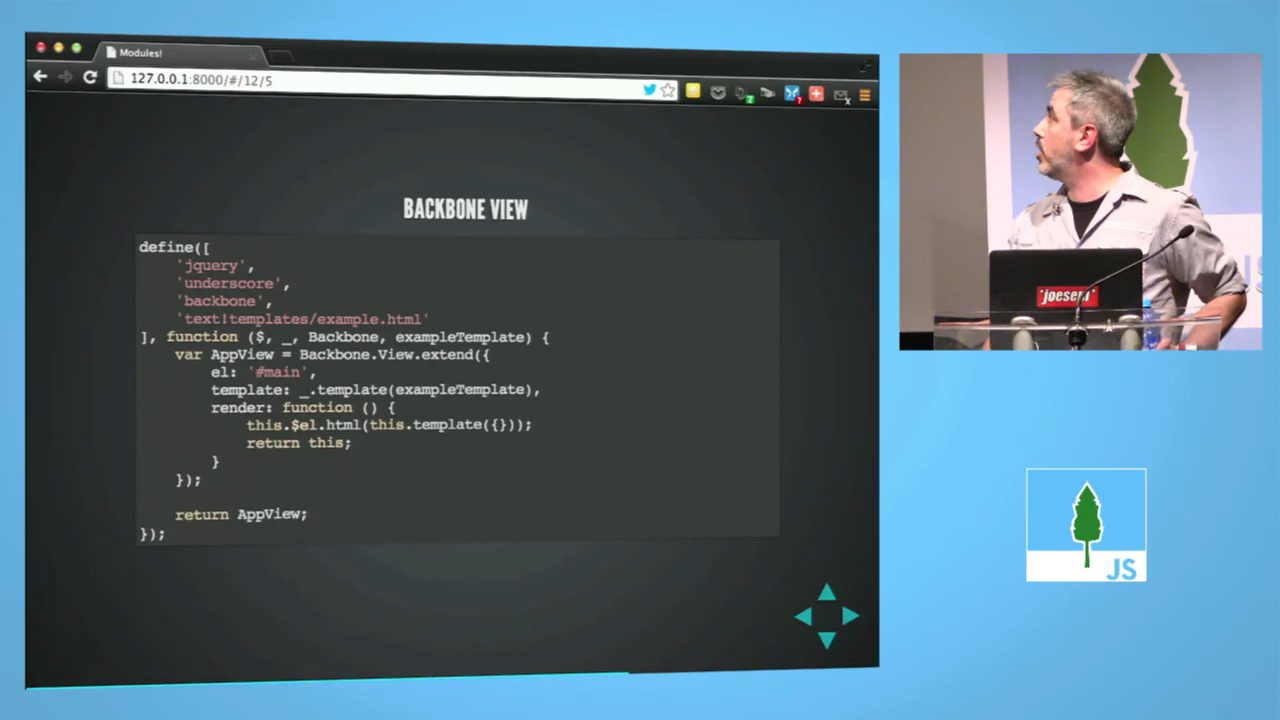 Modules!
127.0.0.1:8000/#/12/5
BACKBONE VIEW
define([
'jquery',
'underscore',
'backbone',
'text!templates/example.html'
], function ($, _, Backbone, exampleTemplate) {
var AppView = Backbone.View.extend({
el: '#main',
template: _.template(exampleTemplate),
render: function () {
this.$el.html(this.template({}));
return this;
}
});
return AppView;
});
JS